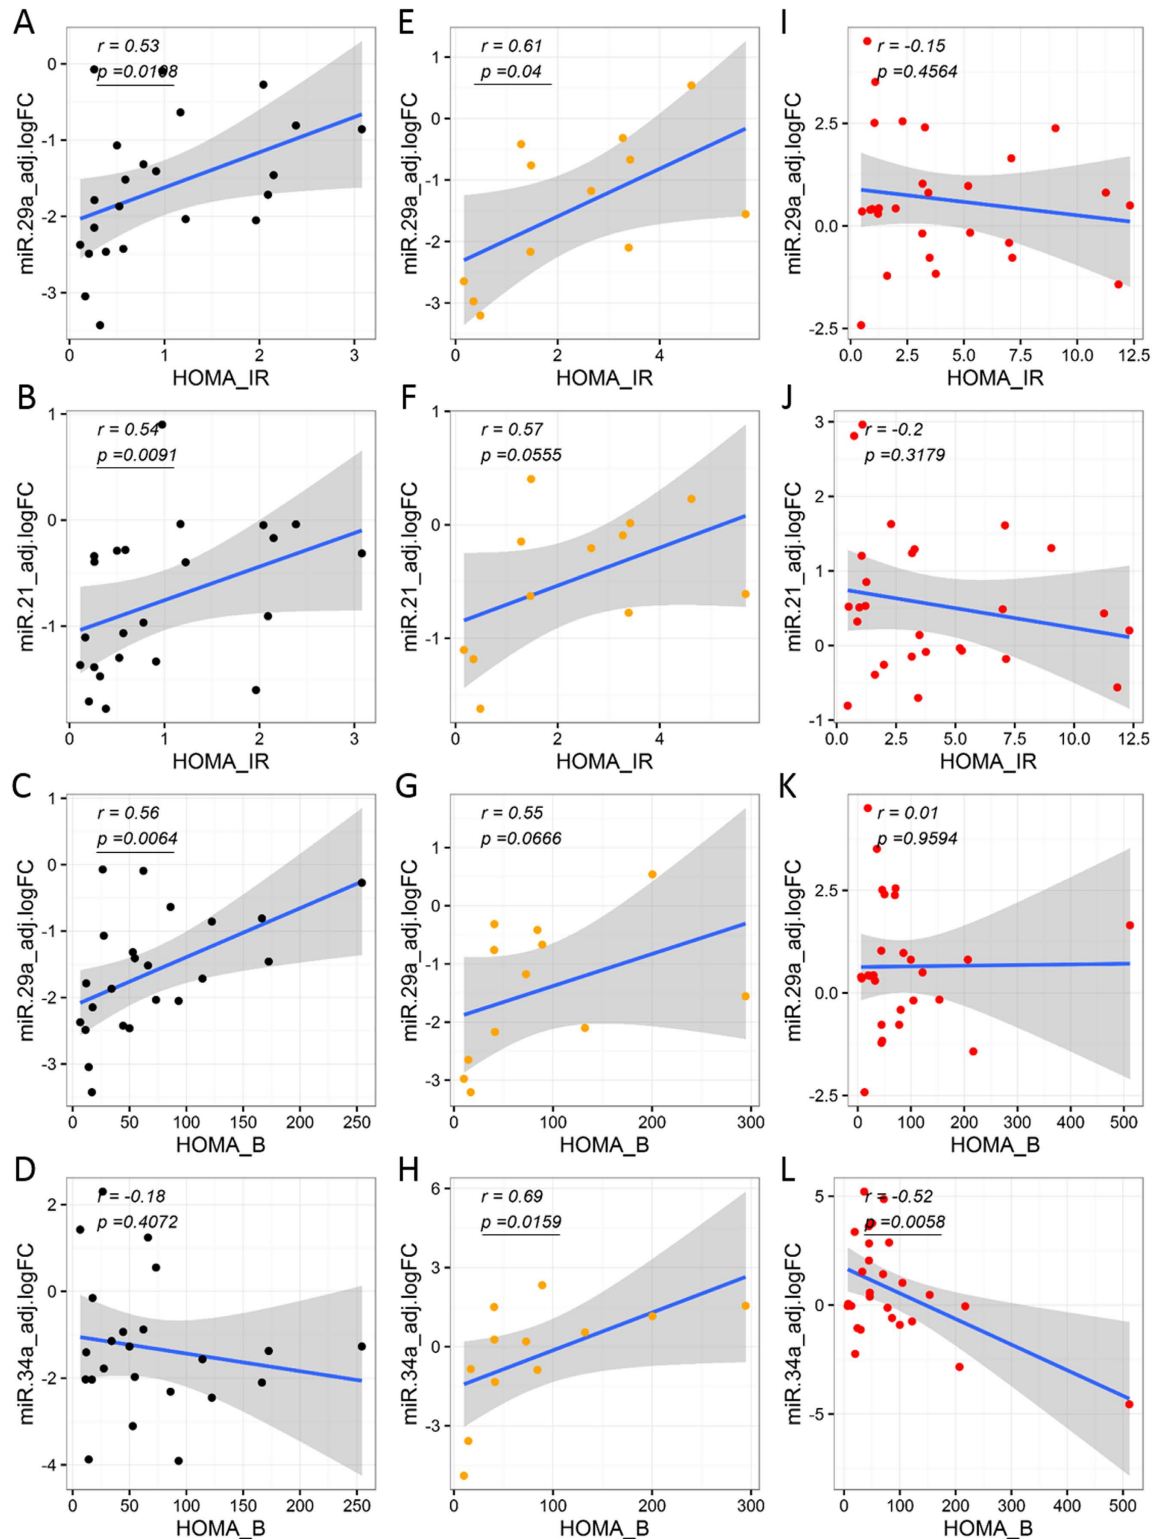 A
r = 0.53
p =0.0108
miR.29a_adj.logFC
0
-1
-2
-3
0 1 2 3
HOMA_IR
E
r = 0.61
p =0.04
miR.29a_adj.logFC
1
0
-1
-2
-3
0 2 4
HOMA_IR
I
r = -0.15
p =0.4564
miR.29a_adj.logFC
2.5
0.0
-2.5
0.0 2.5 5.0 7.5 10.0 12.5
HOMA_IR
B
r = 0.54
p =0.0091
miR.21_adj.logFC
1
0
-1
0 1 2 3
HOMA_IR
F
r = 0.57
p =0.0555
miR.21_adj.logFC
1
0
-1
0 2 4
HOMA_IR
J
r = -0.2
p =0.3179
miR.21_adj.logFC
3
2
1
0
-1
0.0 2.5 5.0 7.5 10.0 12.5
HOMA_IR
C
r = 0.56
p =0.0064
miR.29a_adj.logFC
1
0
-1
-2
-3
0 50 100 150 200 250
HOMA_B
G
r = 0.55
p =0.0666
miR.29a_adj.logFC
1
0
-1
-2
-3
0 100 200 300
HOMA_B
K
r = 0.01
p =0.9594
miR.29a_adj.logFC
2.5
0.0
-2.5
0 100 200 300 400 500
HOMA_B
D
r = -0.18
p =0.4072
miR.34a_adj.logFC
2
0
-2
-4
0 50 100 150 200 250
HOMA_B
H
r = 0.69
p =0.0159
miR.34a_adj.logFC
6
3
0
-3
0 100 200 300
HOMA_B
L
r = -0.52
p =0.0058
miR.34a_adj.logFC
5
0
-5
0 100 200 300 400 500
HOMA_B